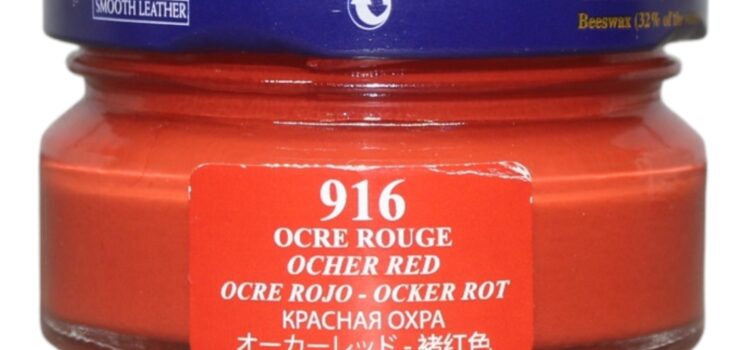 SMOOTH LEATHER
Beeswax (32% of the
916
OCRE ROUGE
OCHER RED
OCRE ROJO - OCKER ROT
КРАСНАЯ ОХРА
オーカーレッド - 褚红色